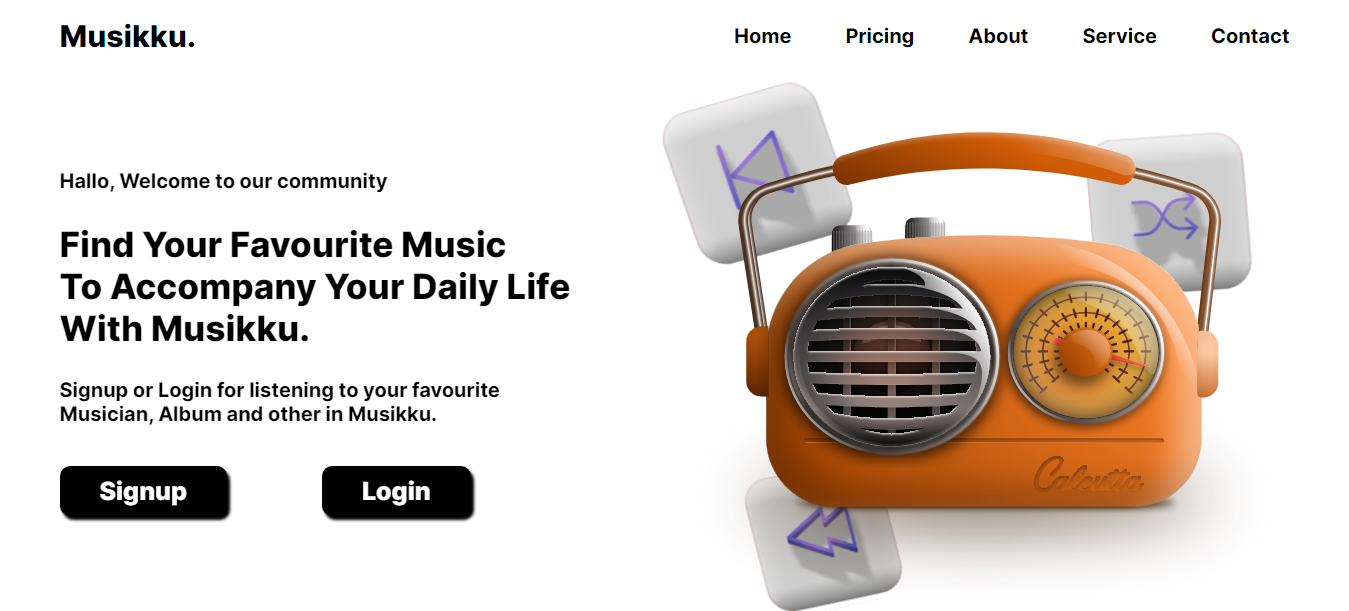 Musikku.
Home Pricing About Service Contact
Hallo, Welcome to our community
Find Your Favourite Music
To Accompany Your Daily Life
With Musikku.
Signup or Login for listening to your favourite
Musician, Album and other in Musikku.
Signup Login
Calcutta